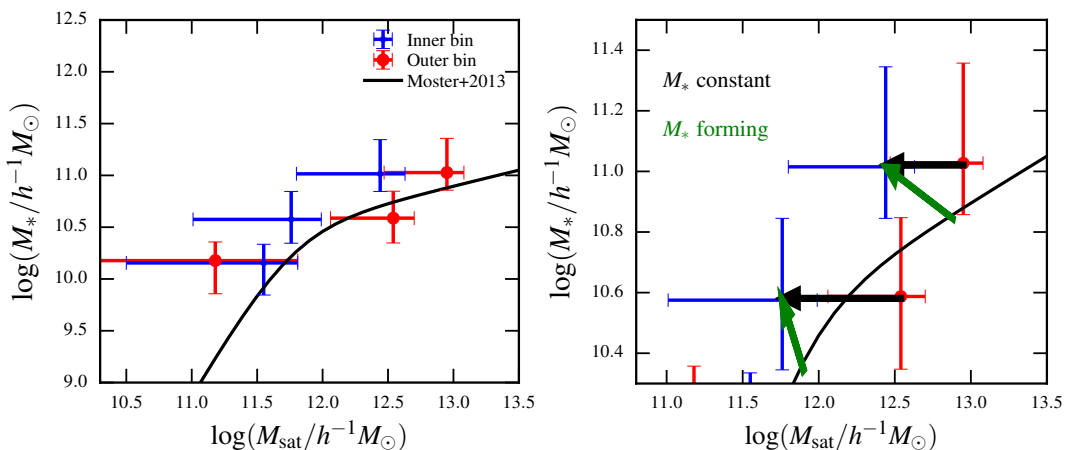 12.5
12.0
11.5
11.0
10.5
10.0
9.5
9.0
log(M∗/h⁻¹M⊙)
Inner bin
Outer bin
Moster+2013
10.5 11.0 11.5 12.0 12.5 13.0 13.5
log(Msat/h⁻¹M⊙)
11.4
11.2
11.0
10.8
10.6
10.4
log(M∗/h⁻¹M⊙)
M∗ constant
M∗ forming
11.0 11.5 12.0 12.5 13.0 13.5
log(Msat/h⁻¹M⊙)